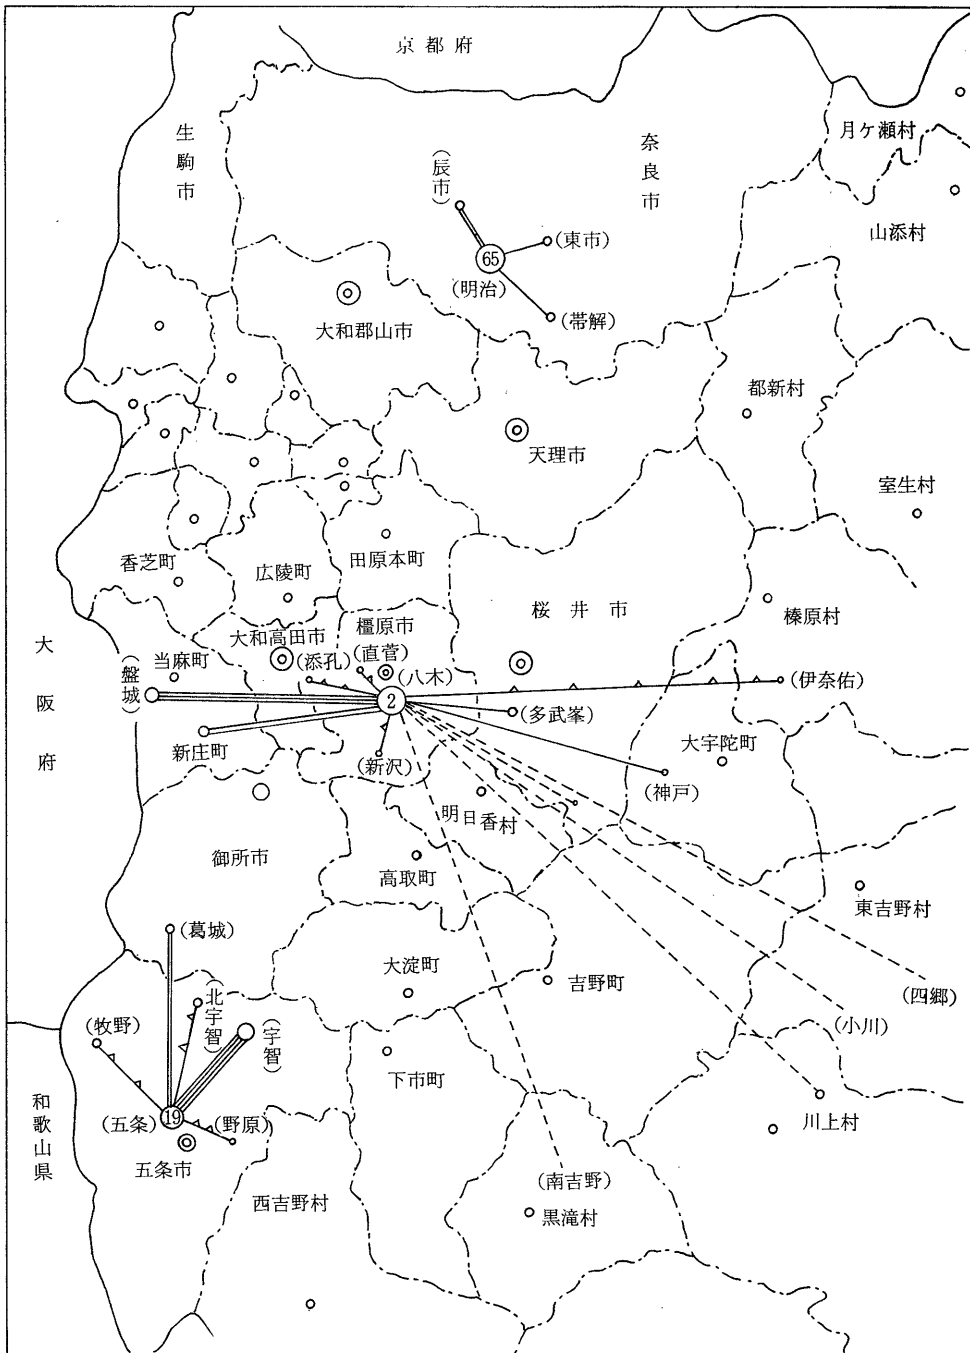 京都府
生駒市
奈良市
月ケ瀬村
山添村
(辰市)
(東市)
65
(明治)
(帯解)
大和郡山市
都新村
天理市
室生村
香芝町
広陵町
田原本町
桜井市
榛原村
橿原市
大和高田市
(直菅)
(添孔)
(八木)
大阪府
当麻町
(盤城)
2
(伊奈佐)
(多武峯)
新庄町
(新沢)
大宇陀町
(神戸)
明日香村
御所市
高取町
東吉野村
(葛城)
大淀町
吉野町
(四郷)
(小川)
(北宇智)
(宇智)
(牧野)
下市町
和歌山県
19
(五条)
(野原)
川上村
五条市
西吉野村
(南吉野)
黒滝村